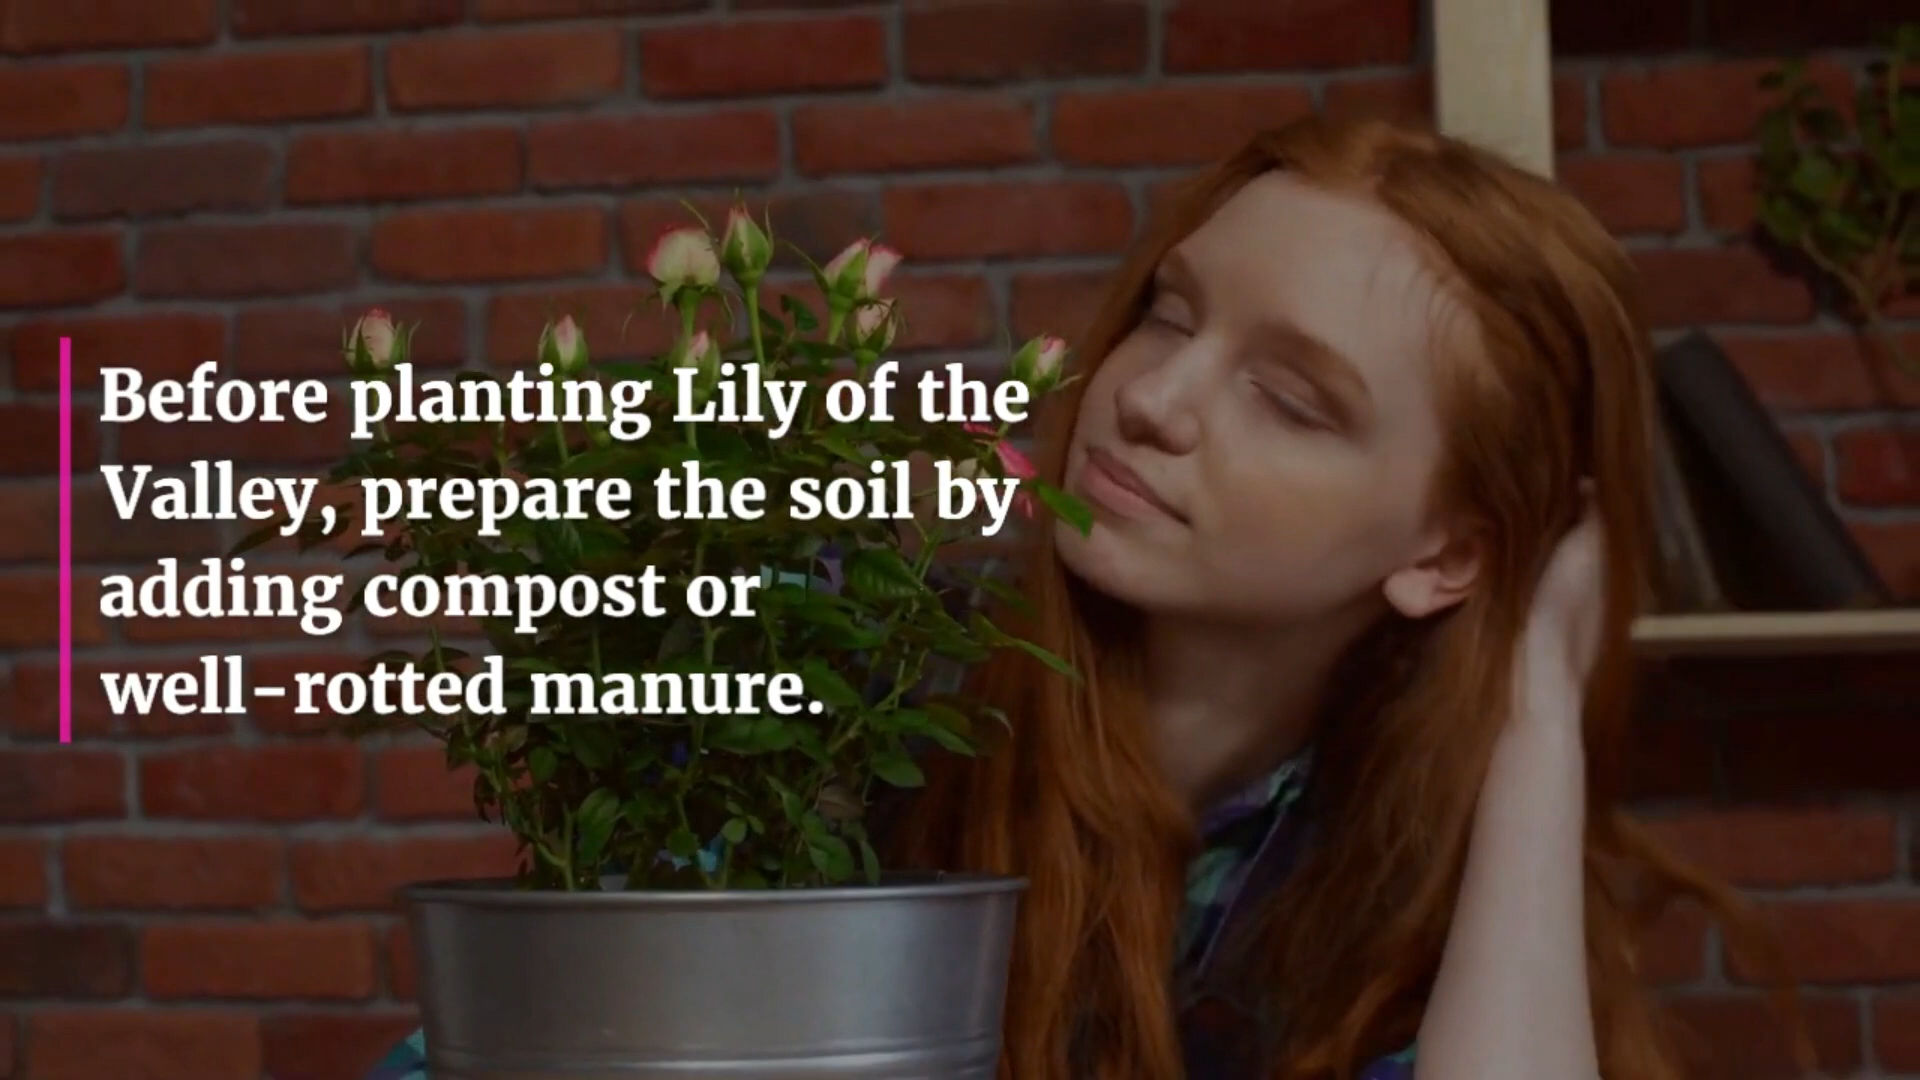 Before planting Lily of the
Valley, prepare the soil by
adding compost or
well-rotted manure.